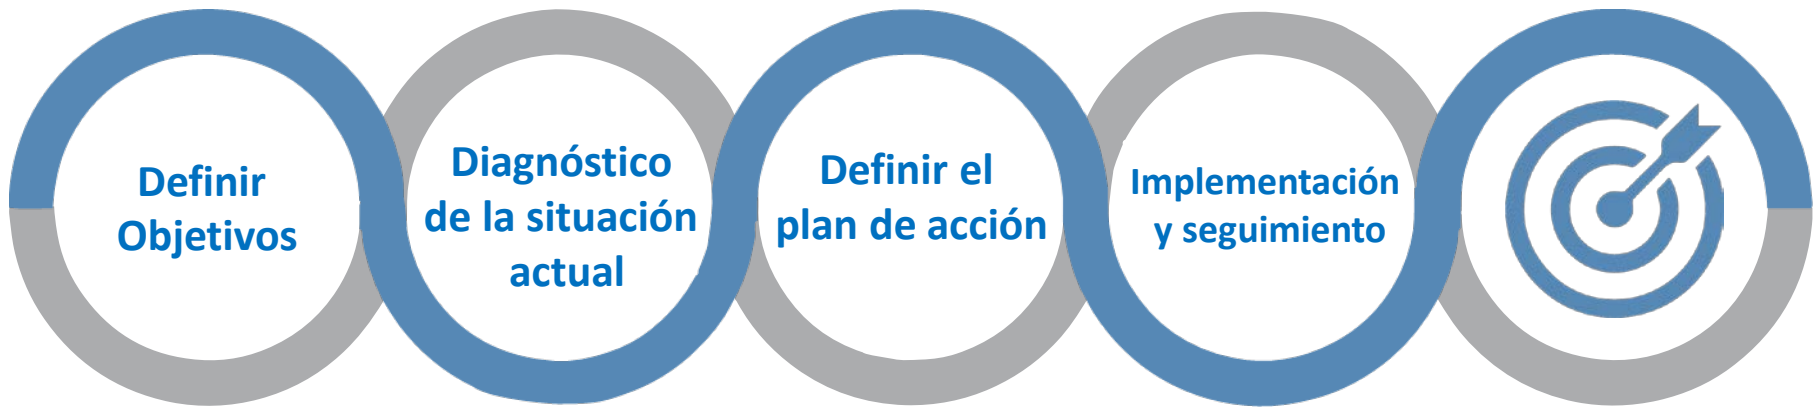 Definir
Objetivos
Diagnóstico
de la situación
actual
Definir el
plan de acción
Implementación
y seguimiento